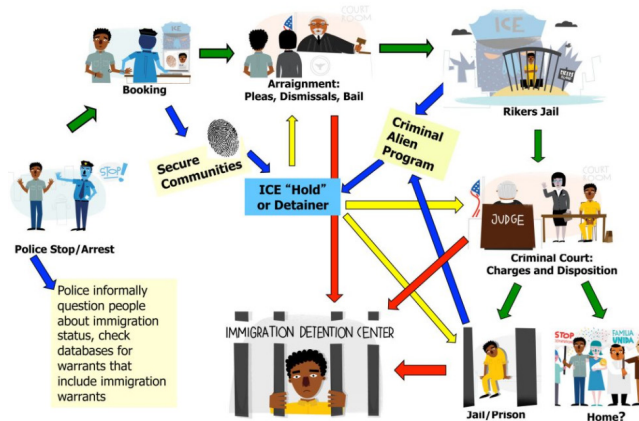 COURT
ROOM
ICE
ICE
Booking
Arraignment:
Pleas, Dismissals, Bail
Rikers Jail
STOP!
Secure
Communities
Criminal
Alien
Program
ICE “Hold”
or Detainer
COURT
ROOM
JUDGE
Police Stop/Arrest
Criminal Court:
Charges and Disposition
Police informally
question people
about immigration
status, check
databases for
warrants that
include immigration
warrants
IMMIGRATION DETENTION CENTER
STOP
FAMILIA
UNIDA
Jail/Prison
Home?